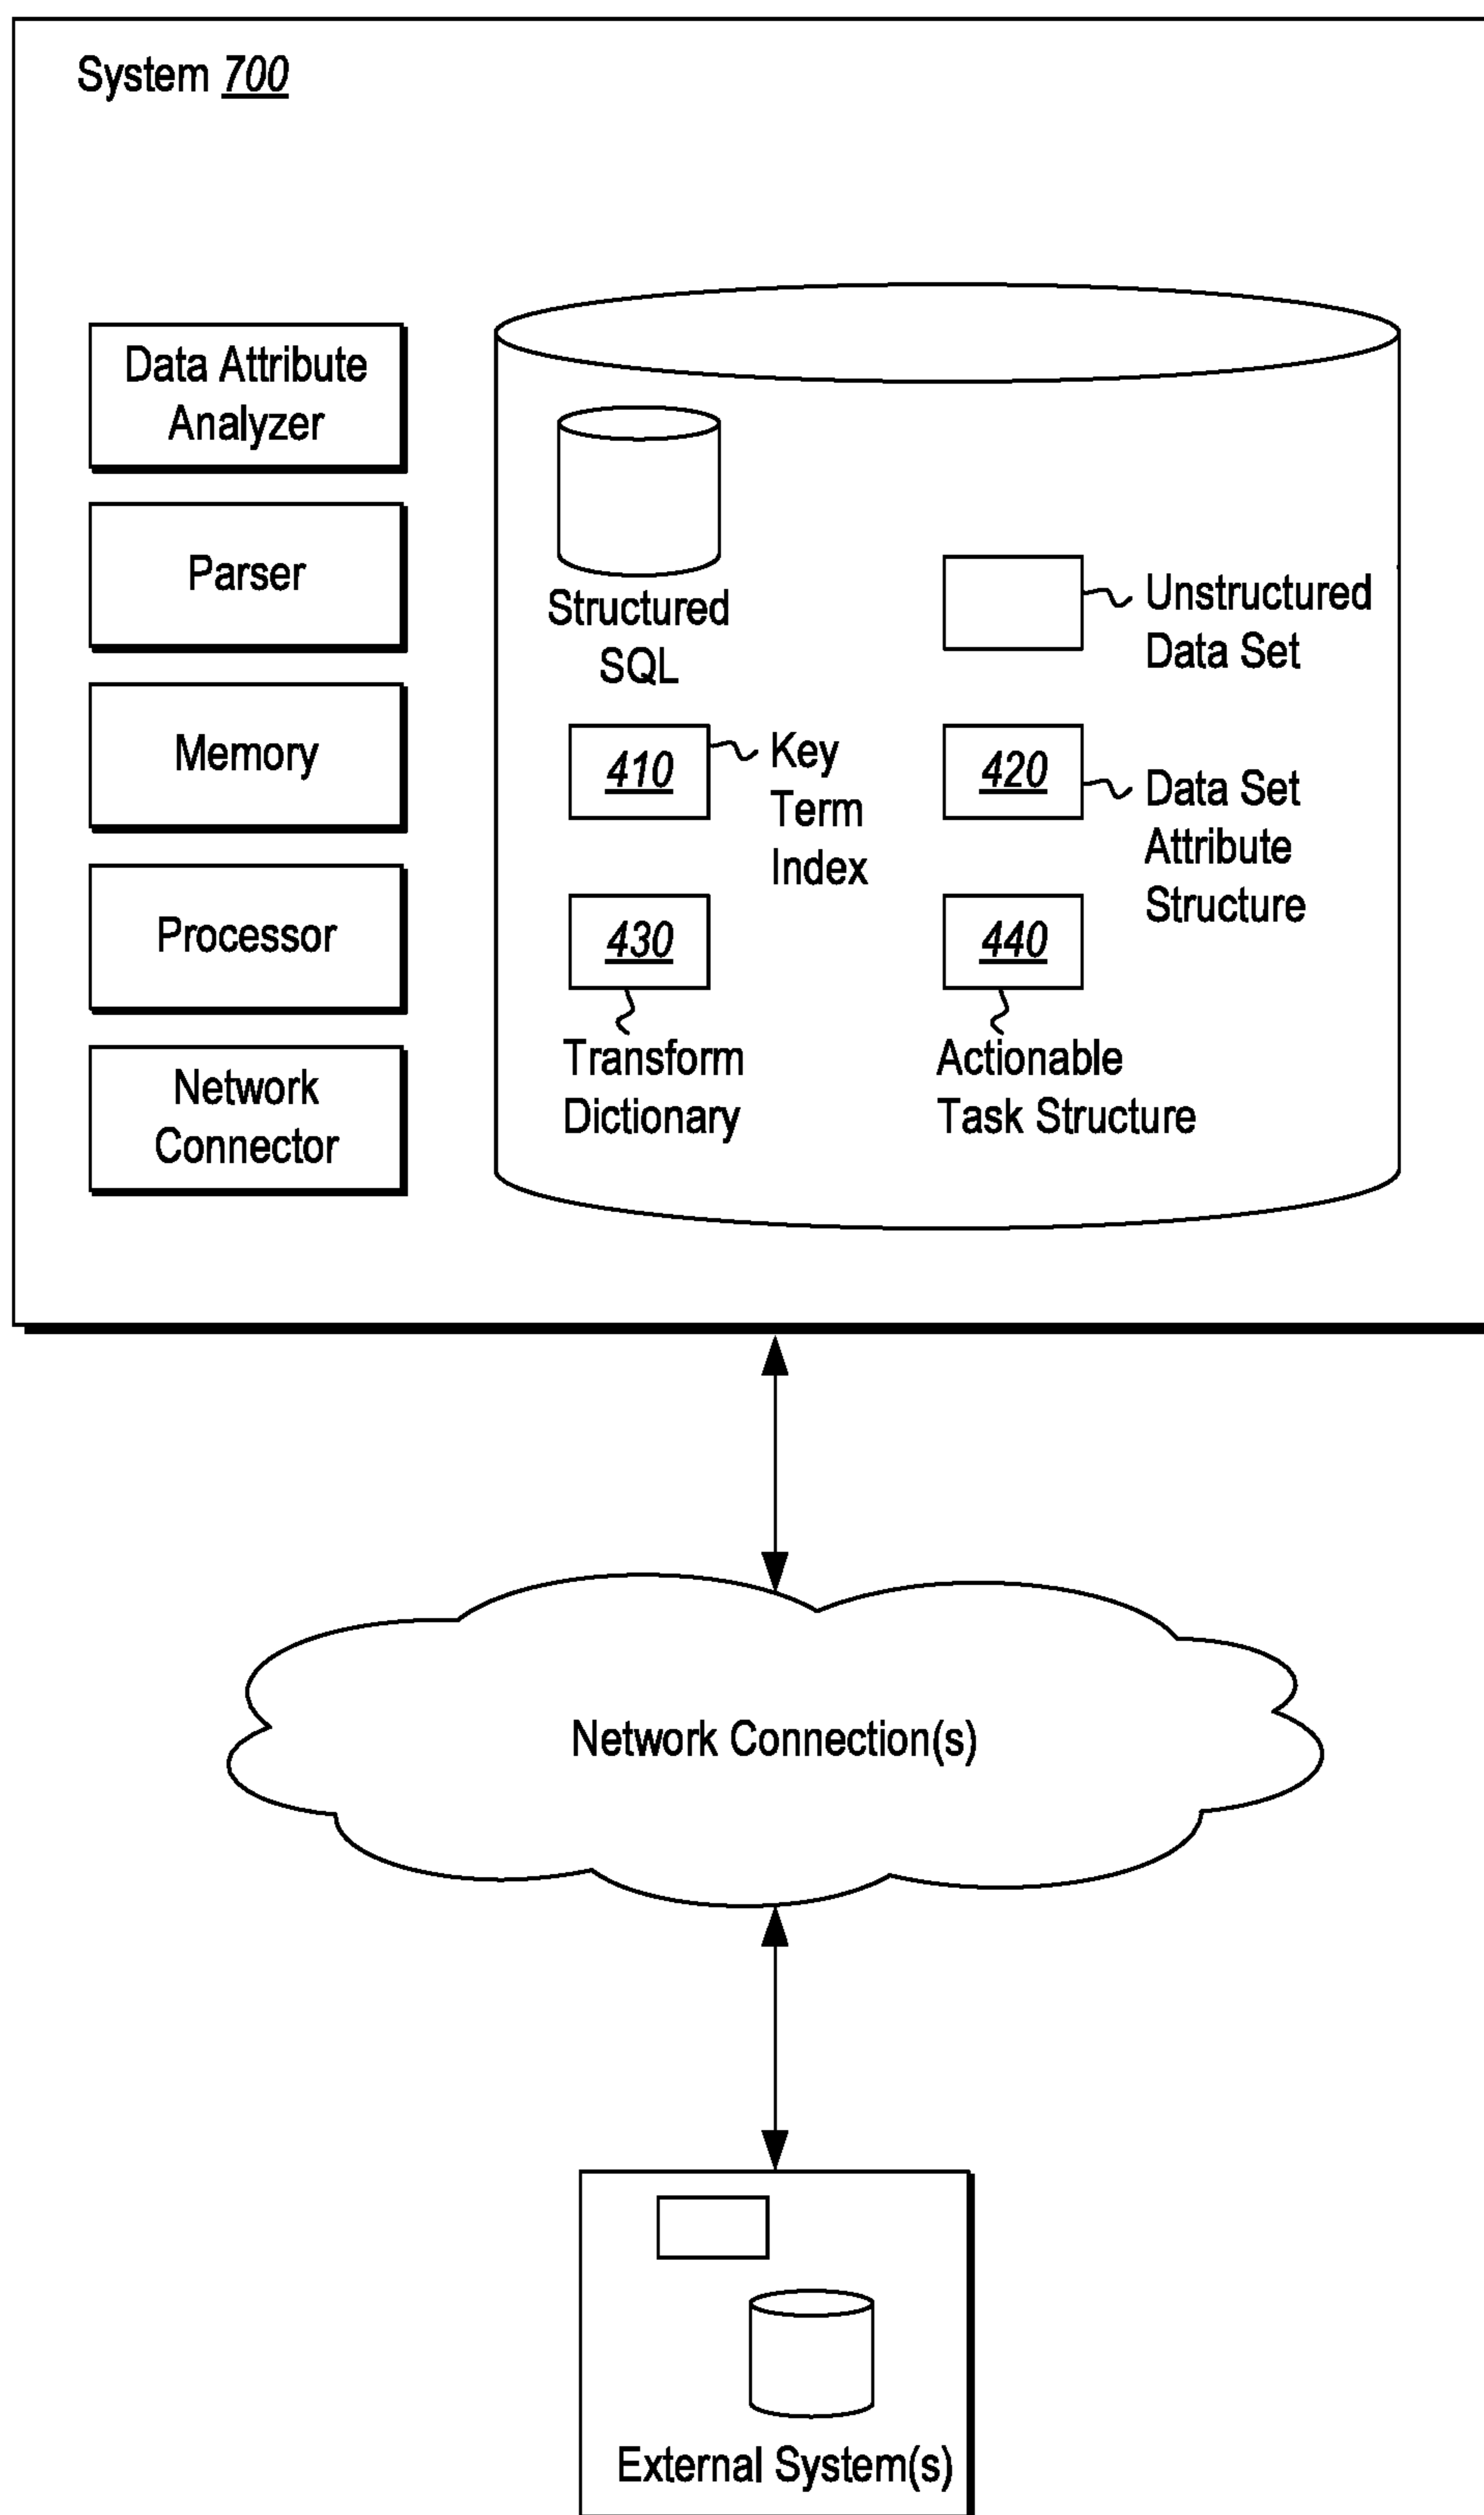 System 700
Data Attribute
Analyzer
Parser
Memory
Processor
Network
Connector
Structured
SQL
Unstructured
Data Set
410
Key
Term
Index
420
Data Set
Attribute
Structure
430
Transform
Dictionary
440
Actionable
Task Structure
Network Connection(s)
External System(s)